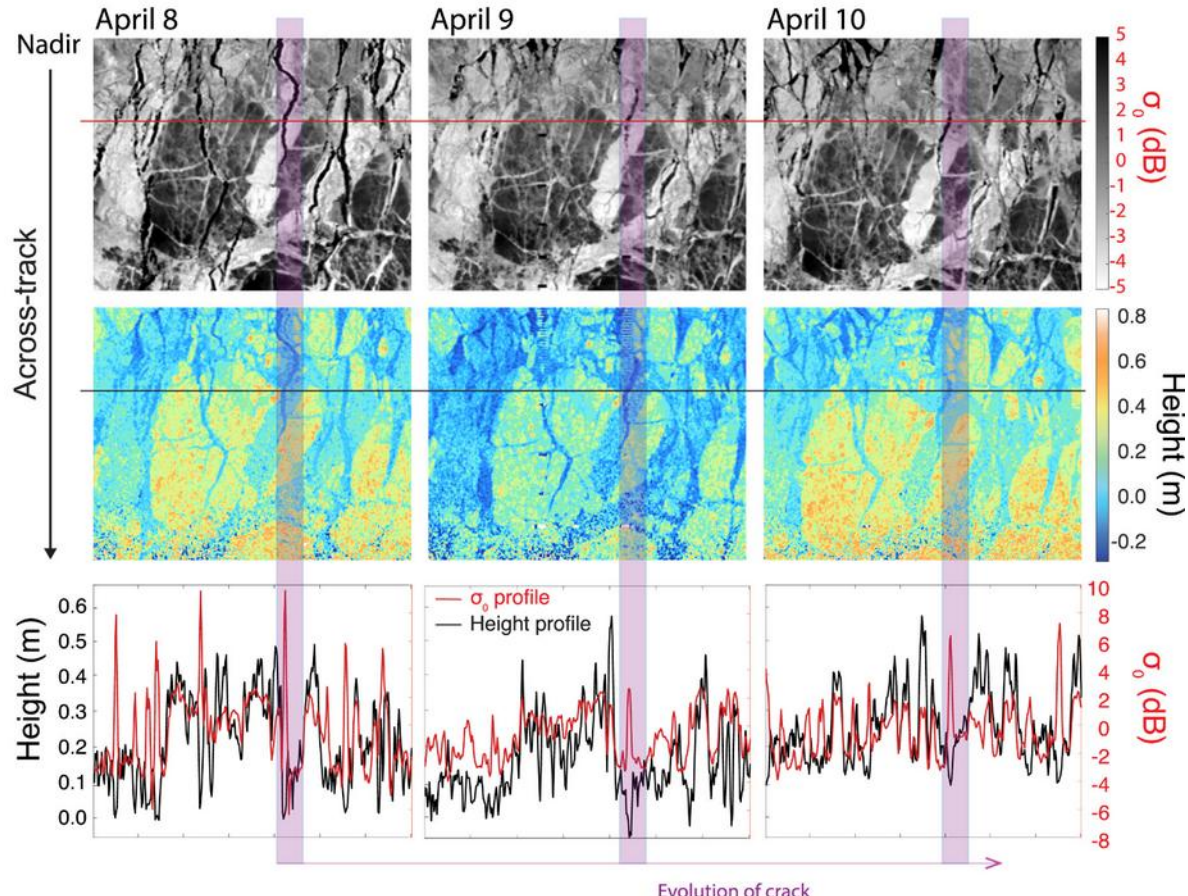 April 8
April 9
April 10
Nadir
Across-track
5
4
3
2
1
0
-1
-2
-3
-4
-5
σ₀ (dB)
0.8
0.6
0.4
0.2
0.0
-0.2
Height (m)
Height (m)
0.6
0.5
0.4
0.3
0.2
0.1
0.0
σ₀ profile
Height profile
10
8
6
4
2
0
-2
-4
-6
-8
σ₀ (dB)
Evolution of crack